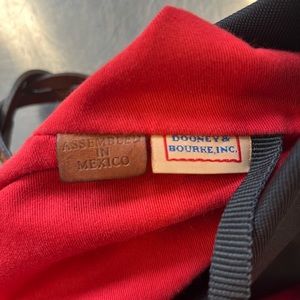 ASSEMBLED
IN
MEXICO
DOONEY &
BOURKE, INC.